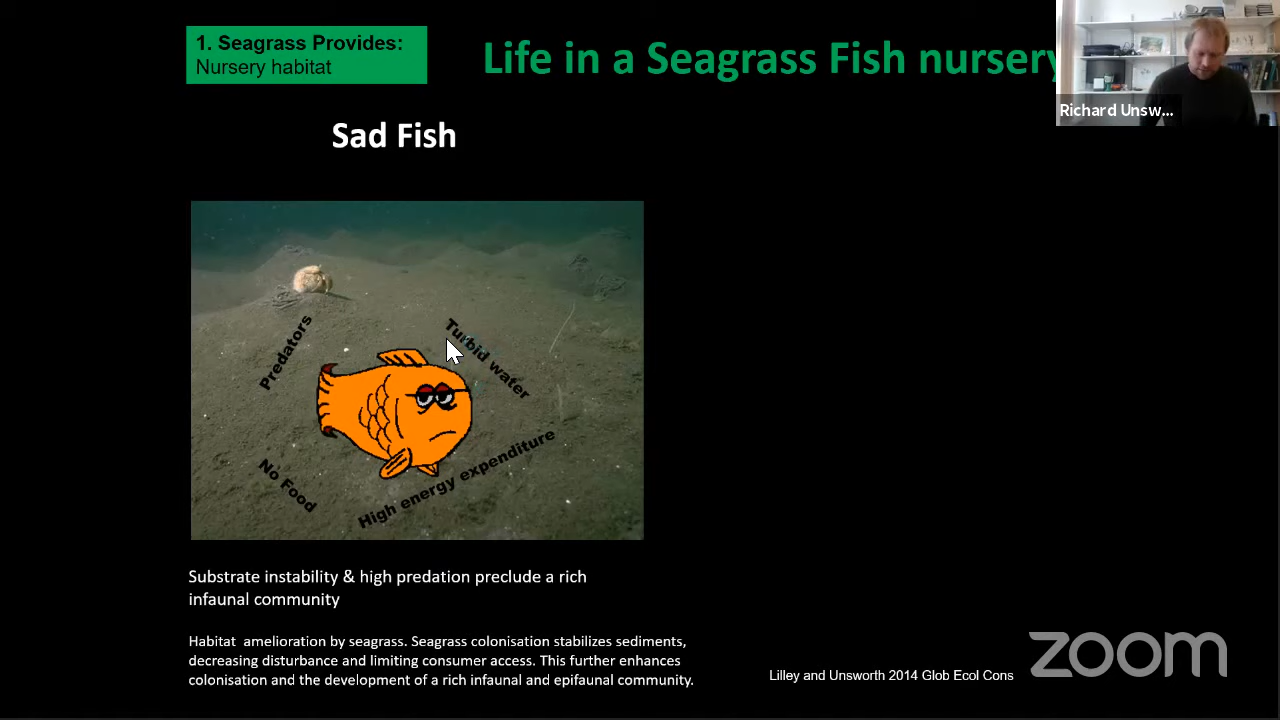 1. Seagrass Provides:
Nursery habitat
Life in a Seagrass Fish nursery
Richard Unsw...
Sad Fish
Predators
Turbid water
No Food
High energy expenditure
Substrate instability & high predation preclude a rich
infaunal community
Habitat amelioration by seagrass. Seagrass colonisation stabilizes sediments,
decreasing disturbance and limiting consumer access. This further enhances
colonisation and the development of a rich infaunal and epifaunal community.
Lilley and Unsworth 2014 Glob Ecol Cons
zoom